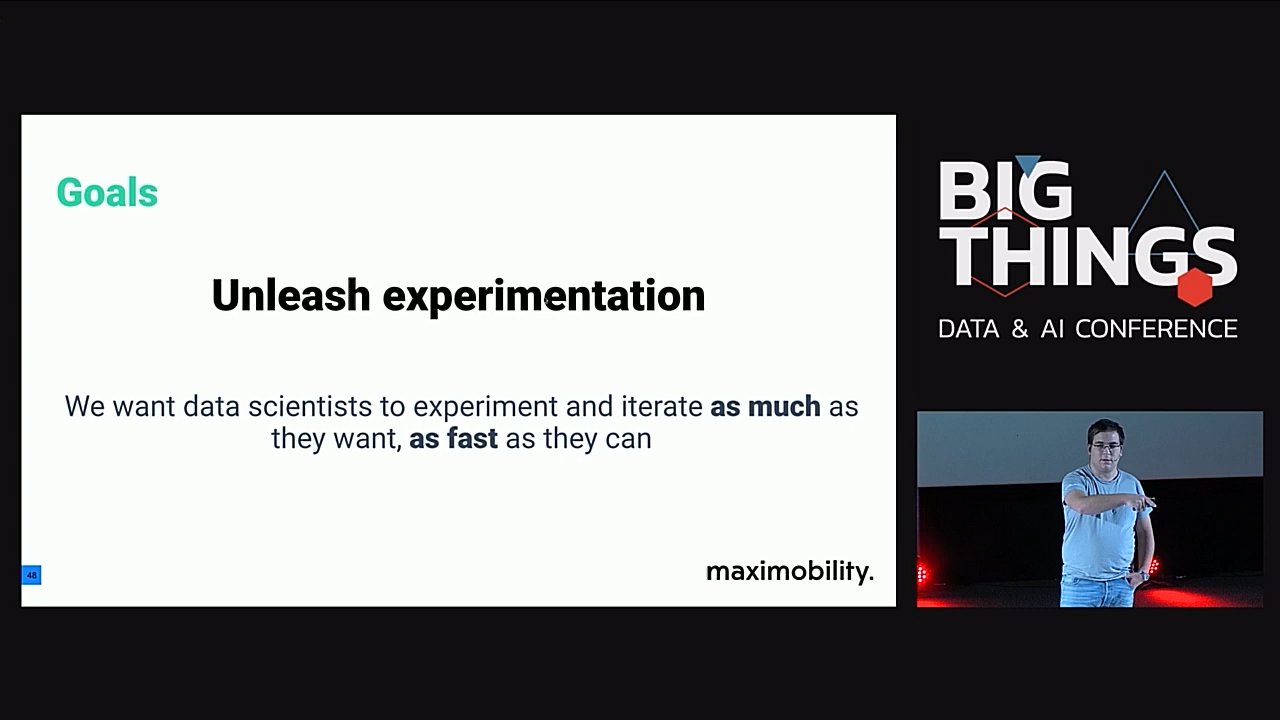 Goals
Unleash experimentation
We want data scientists to experiment and iterate as much as
they want, as fast as they can
48
maximobility.
BIG
THINGS
DATA & AI CONFERENCE